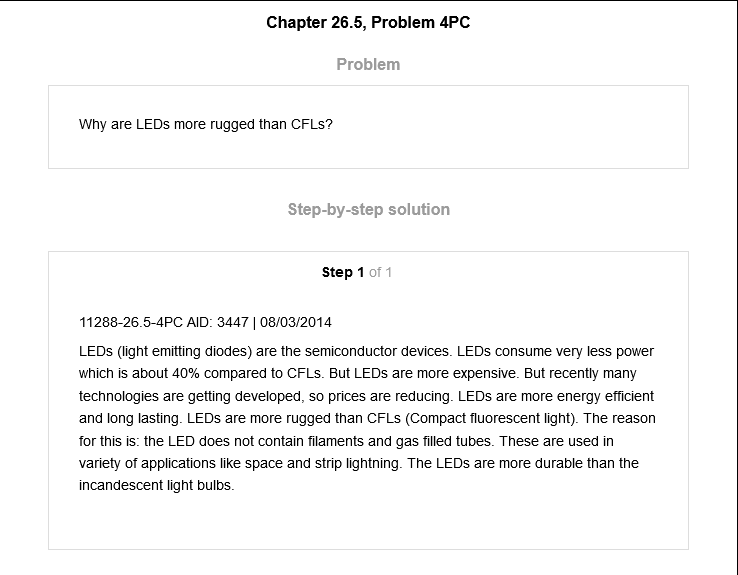 Chapter 26.5, Problem 4PC
Problem
Why are LEDs more rugged than CFLs?
Step-by-step solution
Step 1 of 1
11288-26.5-4PC AID: 3447 | 08/03/2014
LEDs (light emitting diodes) are the semiconductor devices. LEDs consume very less power
which is about 40% compared to CFLs. But LEDs are more expensive. But recently many
technologies are getting developed, so prices are reducing. LEDs are more energy efficient
and long lasting. LEDs are more rugged than CFLs (Compact fluorescent light). The reason
for this is: the LED does not contain filaments and gas filled tubes. These are used in
variety of applications like space and strip lightning. The LEDs are more durable than the
incandescent light bulbs.